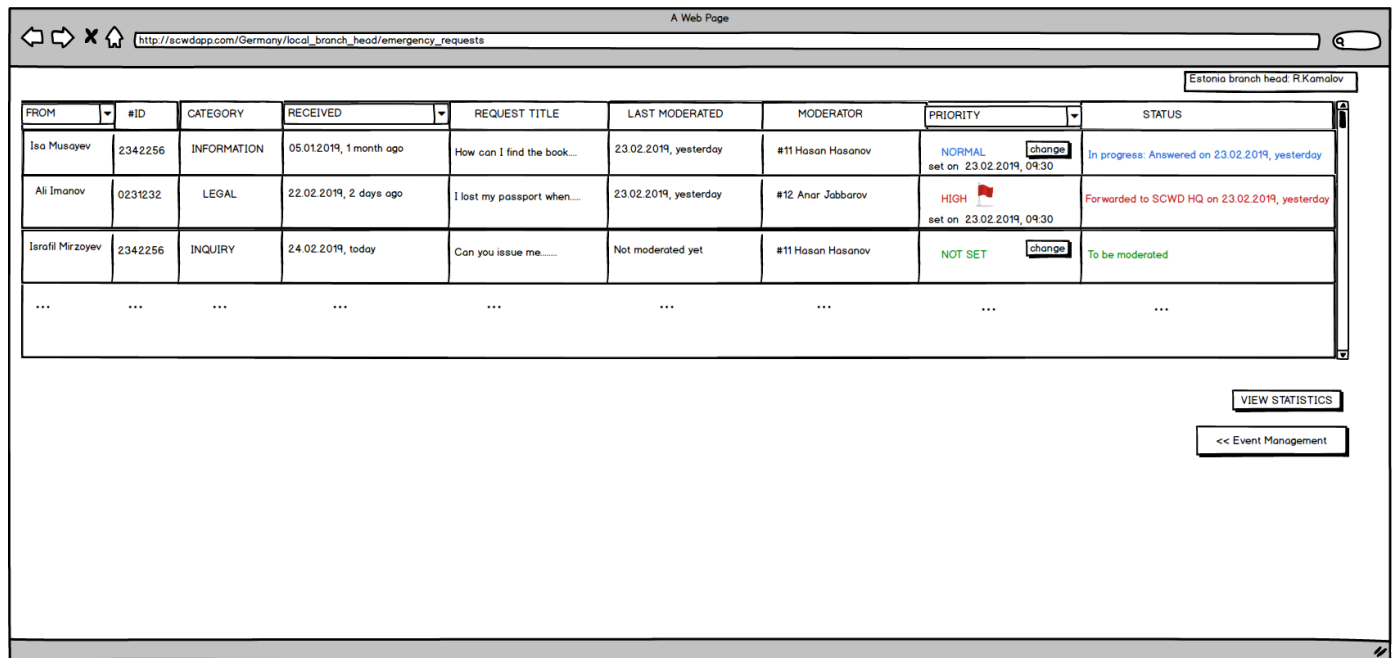 A Web Page
http://scwdapp.com/Germany/local_branch_head/emergency_requests
Estonia branch head: R.Kamalov
FROM #ID CATEGORY RECEIVED REQUEST TITLE LAST MODERATED MODERATOR PRIORITY STATUS
Isa Musayev 2342256 INFORMATION 05.01.2019, 1 month ago How can I find the book.... 23.02.2019, yesterday #11 Hasan Hasanov NORMAL change In progress: Answered on 23.02.2019, yesterday
set on 23.02.2019, 09:30
Ali Imanov 0231232 LEGAL 22.02.2019, 2 days ago I lost my passport when..... 23.02.2019, yesterday #12 Anar Jabbarov HIGH Forwarded to SCWD HQ on 23.02.2019, yesterday
set on 23.02.2019, 09:30
Israfil Mirzoyev 2342256 INQUIRY 24.02.2019, today Can you issue me........ Not moderated yet #11 Hasan Hasanov NOT SET change To be moderated
... ... ... ... ... ... ... ... ...
VIEW STATISTICS
<< Event Management